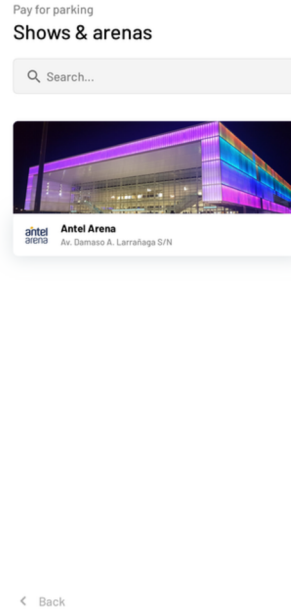 Pay for parking
Shows & arenas
Search...
antel
arena
Antel Arena
Av. Damaso A. Larrañaga S/N
Back